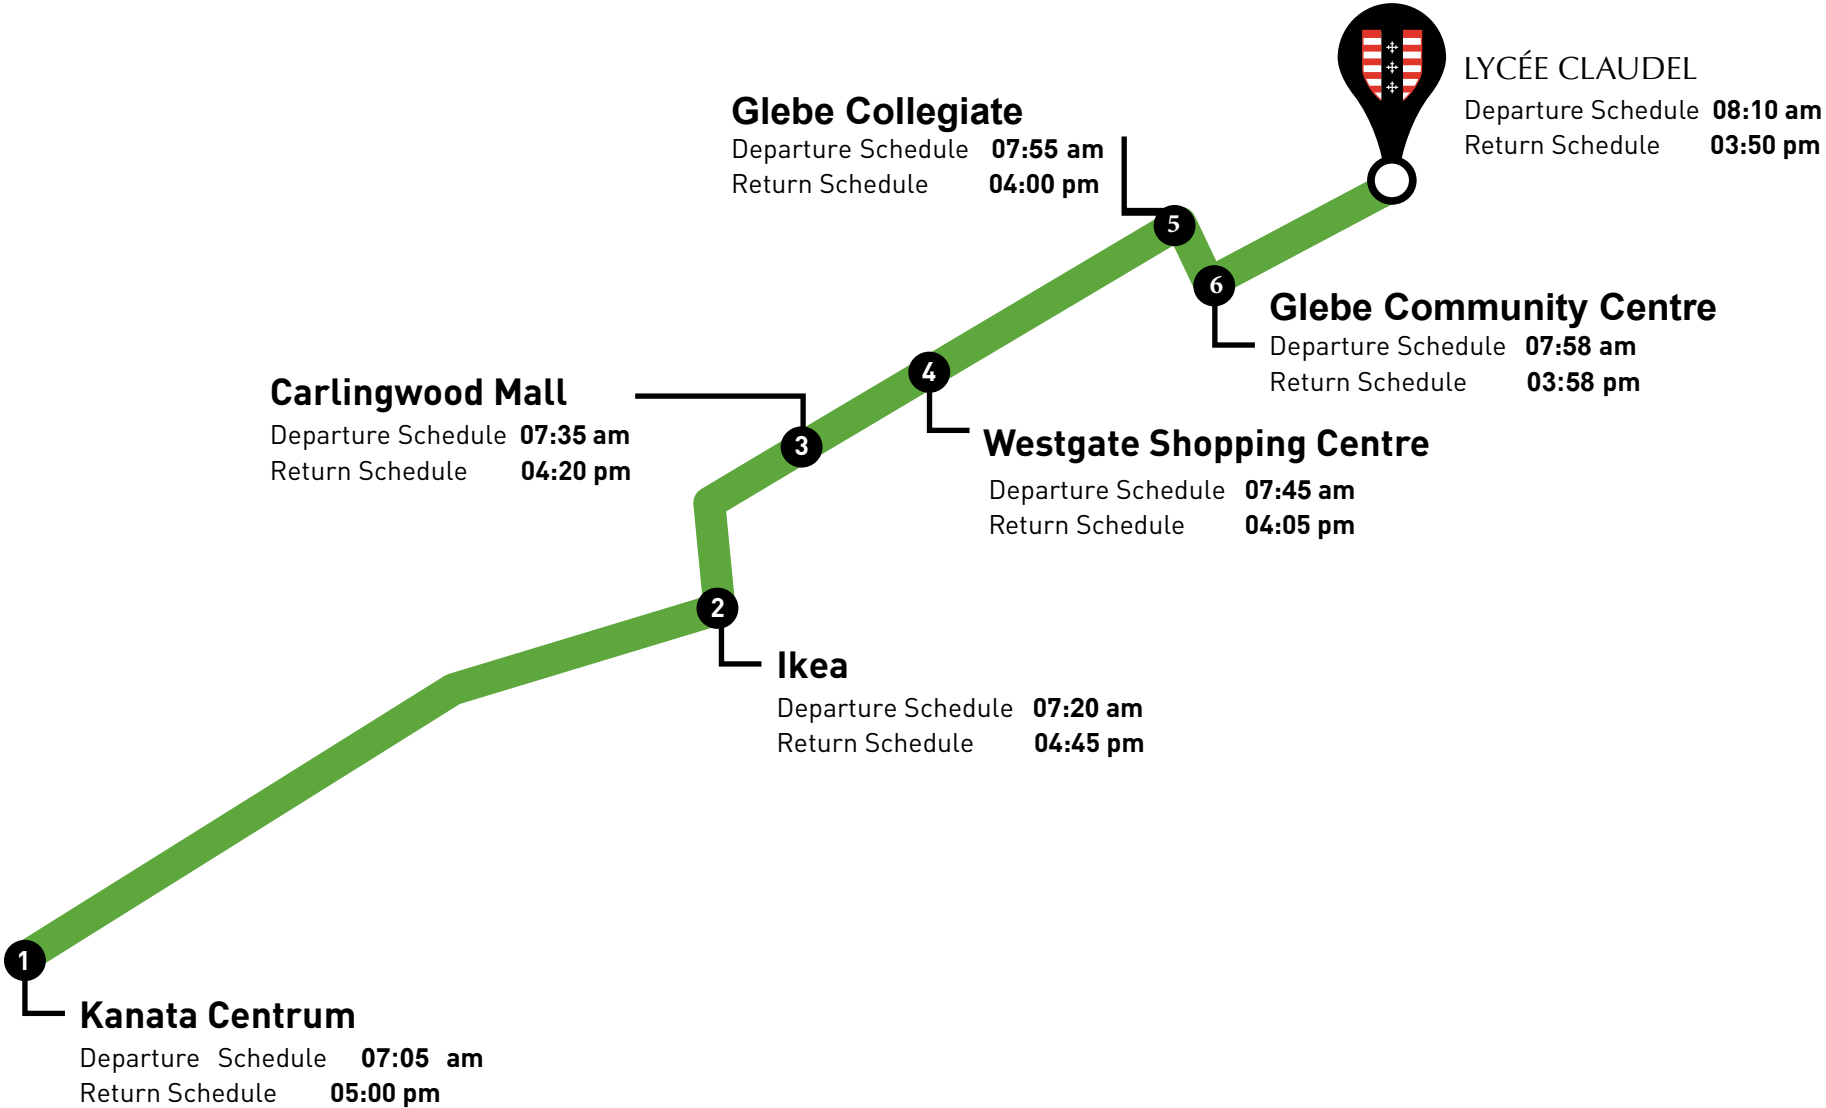 LYCÉE CLAUDEL
Departure Schedule 08:10 am
Return Schedule 03:50 pm
Glebe Collegiate
Departure Schedule 07:55 am
Return Schedule 04:00 pm
5
6
Glebe Community Centre
Departure Schedule 07:58 am
Return Schedule 03:58 pm
4
Carlingwood Mall
Departure Schedule 07:35 am
Return Schedule 04:20 pm
3
Westgate Shopping Centre
Departure Schedule 07:45 am
Return Schedule 04:05 pm
2
Ikea
Departure Schedule 07:20 am
Return Schedule 04:45 pm
1
Kanata Centrum
Departure Schedule 07:05 am
Return Schedule 05:00 pm